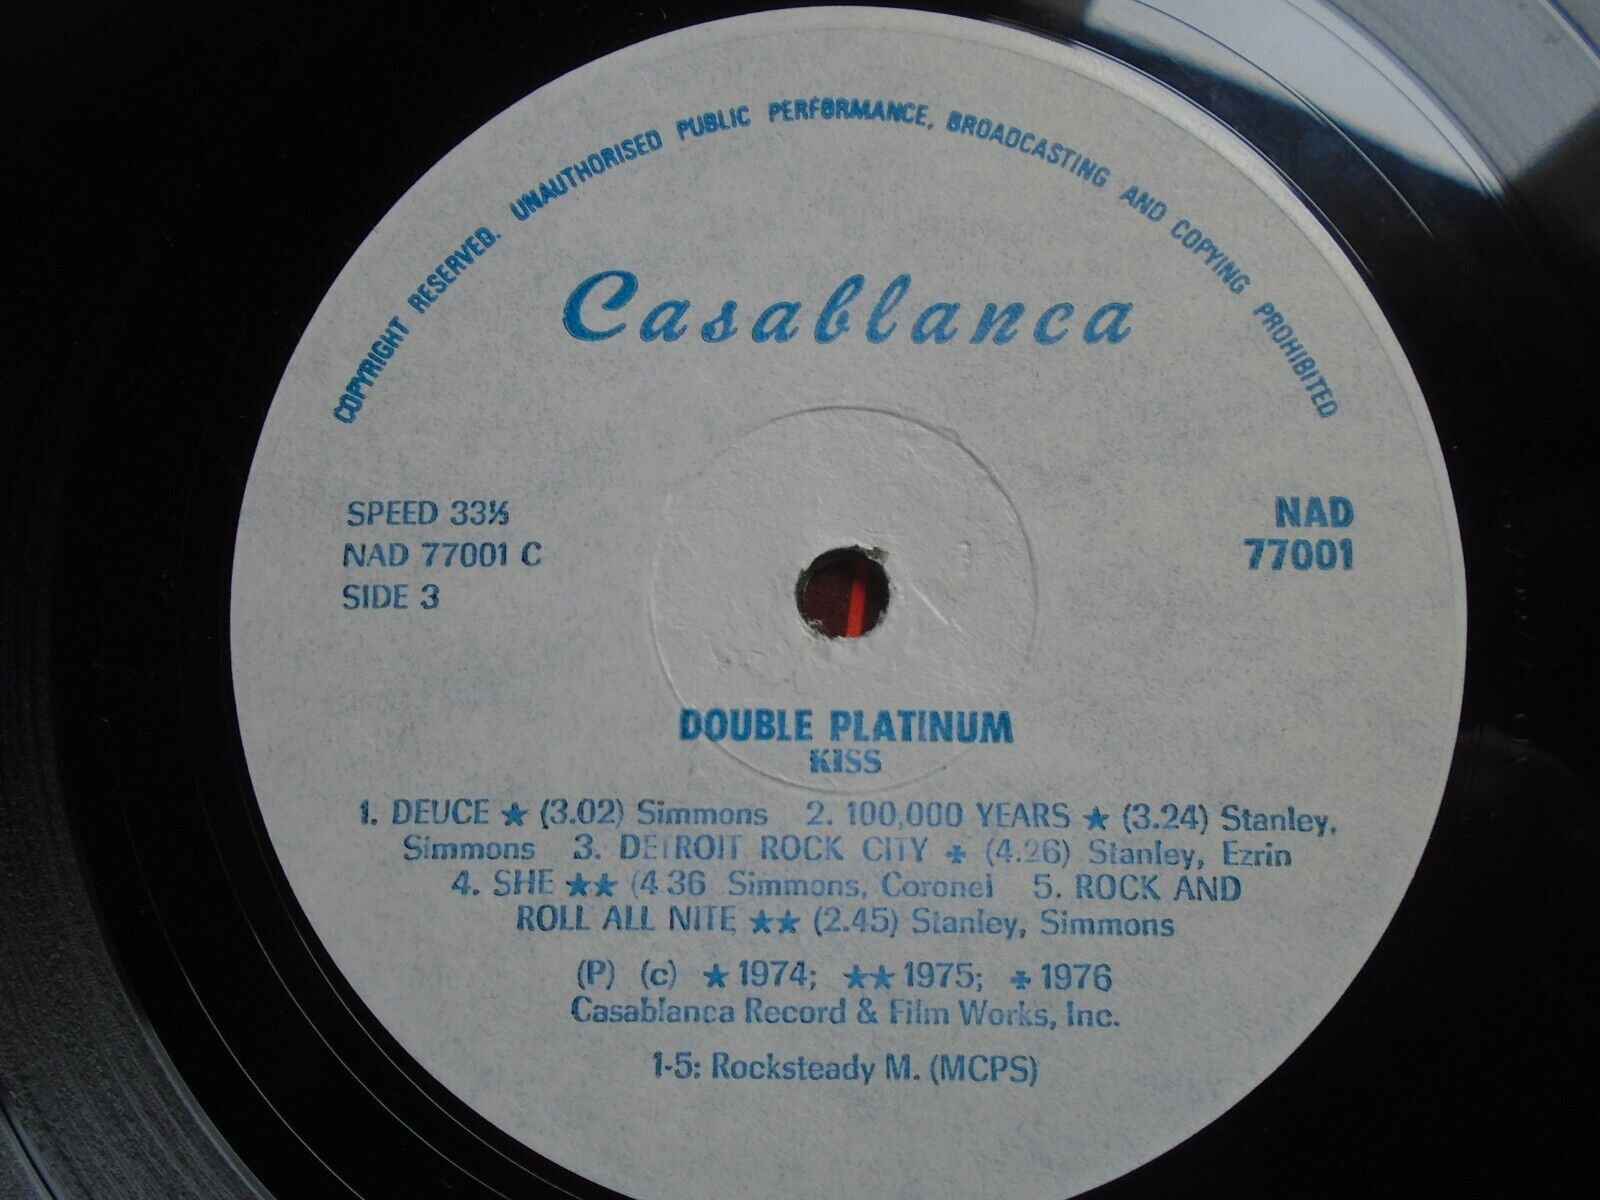 COPYRIGHT RESERVED. UNAUTHORISED PUBLIC PERFORMANCE, BROADCASTING AND COPYING PROHIBITED
Casablanca
SPEED 33⅓
NAD 77001 C
SIDE 3
NAD
77001
DOUBLE PLATINUM
KISS
1. DEUCE ★ (3.02) Simmons 2. 100,000 YEARS ★ (3.24) Stanley,
Simmons 3. DETROIT ROCK CITY ✤ (4.26) Stanley, Ezrin
4. SHE ★★ (4 36 Simmons, Coronel 5. ROCK AND
ROLL ALL NITE ★★ (2.45) Stanley, Simmons
(P) (c) ★ 1974; ★★ 1975; ✤ 1976
Casablanca Record & Film Works, Inc.
1-5: Rocksteady M. (MCPS)